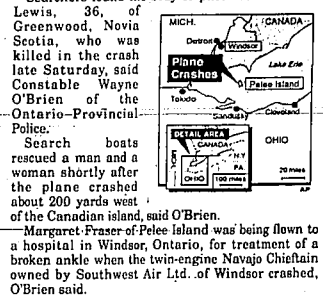 Lewis, 36, of
Greenwood, Novia
Scotia, who was
killed in the crash
late Saturday, said
Constable Wayne
O'Brien of the
Ontario-Provincial
Police.
Search boats
rescued a man and a
woman shortly after
the plane crashed
about 200 yards west
of the Canadian island, said O'Brien.
Margaret Fraser of Pelee Island was being flown to
a hospital in Windsor, Ontario, for treatment of a
broken ankle when the twin-engine Navajo Chieftain
owned by Southwest Air Ltd. of Windsor crashed,
O'Brien said.
MICH.
CANADA
Detroit
Windsor
Lake Erie
Plane
Crashes
Pelee Island
Toledo
Sandusky
Cleveland
DETAIL AREA
OHIO
CANADA
N.Y.
PA.
OHIO
100 miles
20 miles
AP